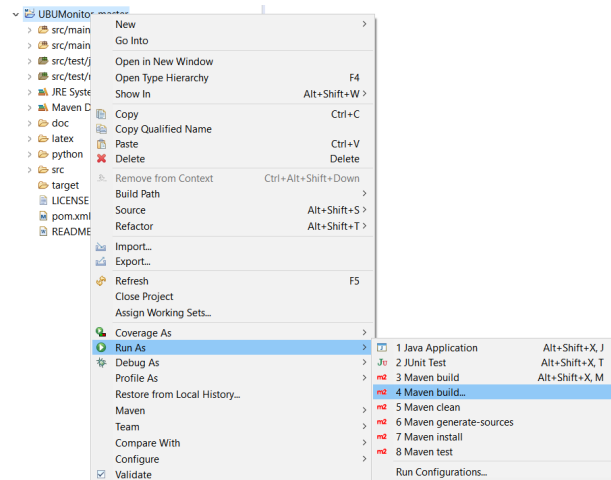 UBUMonitor-master
src/main
src/main
src/test/j
src/test/r
JRE Syste
Maven D
doc
latex
python
src
target
LICENSE
pom.xml
README
New
Go Into
Open in New Window
Open Type Hierarchy F4
Show In Alt+Shift+W
Copy Ctrl+C
Copy Qualified Name
Paste Ctrl+V
Delete Delete
Remove from Context Ctrl+Alt+Shift+Down
Build Path
Source Alt+Shift+S
Refactor Alt+Shift+T
Import...
Export...
Refresh F5
Close Project
Assign Working Sets...
Coverage As
Run As
Debug As
Profile As
Restore from Local History...
Maven
Team
Compare With
Configure
Validate
1 Java Application Alt+Shift+X, J
2 JUnit Test Alt+Shift+X, T
3 Maven build Alt+Shift+X, M
4 Maven build...
5 Maven clean
6 Maven generate-sources
7 Maven install
8 Maven test
Run Configurations...